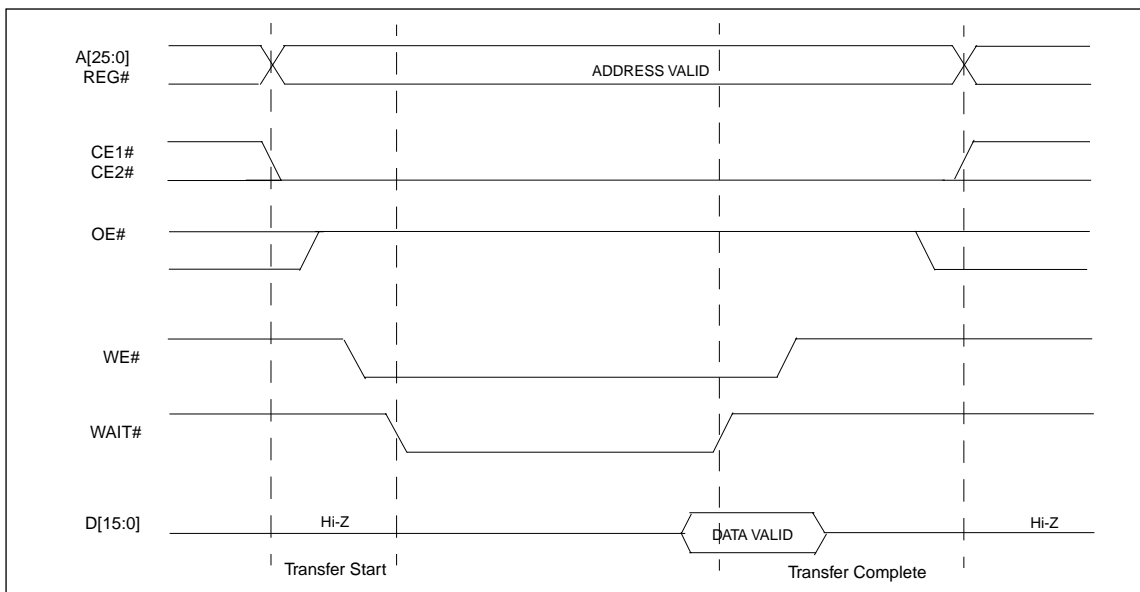 A[25:0]
REG#
ADDRESS VALID
CE1#
CE2#
OE#
WE#
WAIT#
D[15:0]
Hi-Z
DATA VALID
Hi-Z
Transfer Start
Transfer Complete